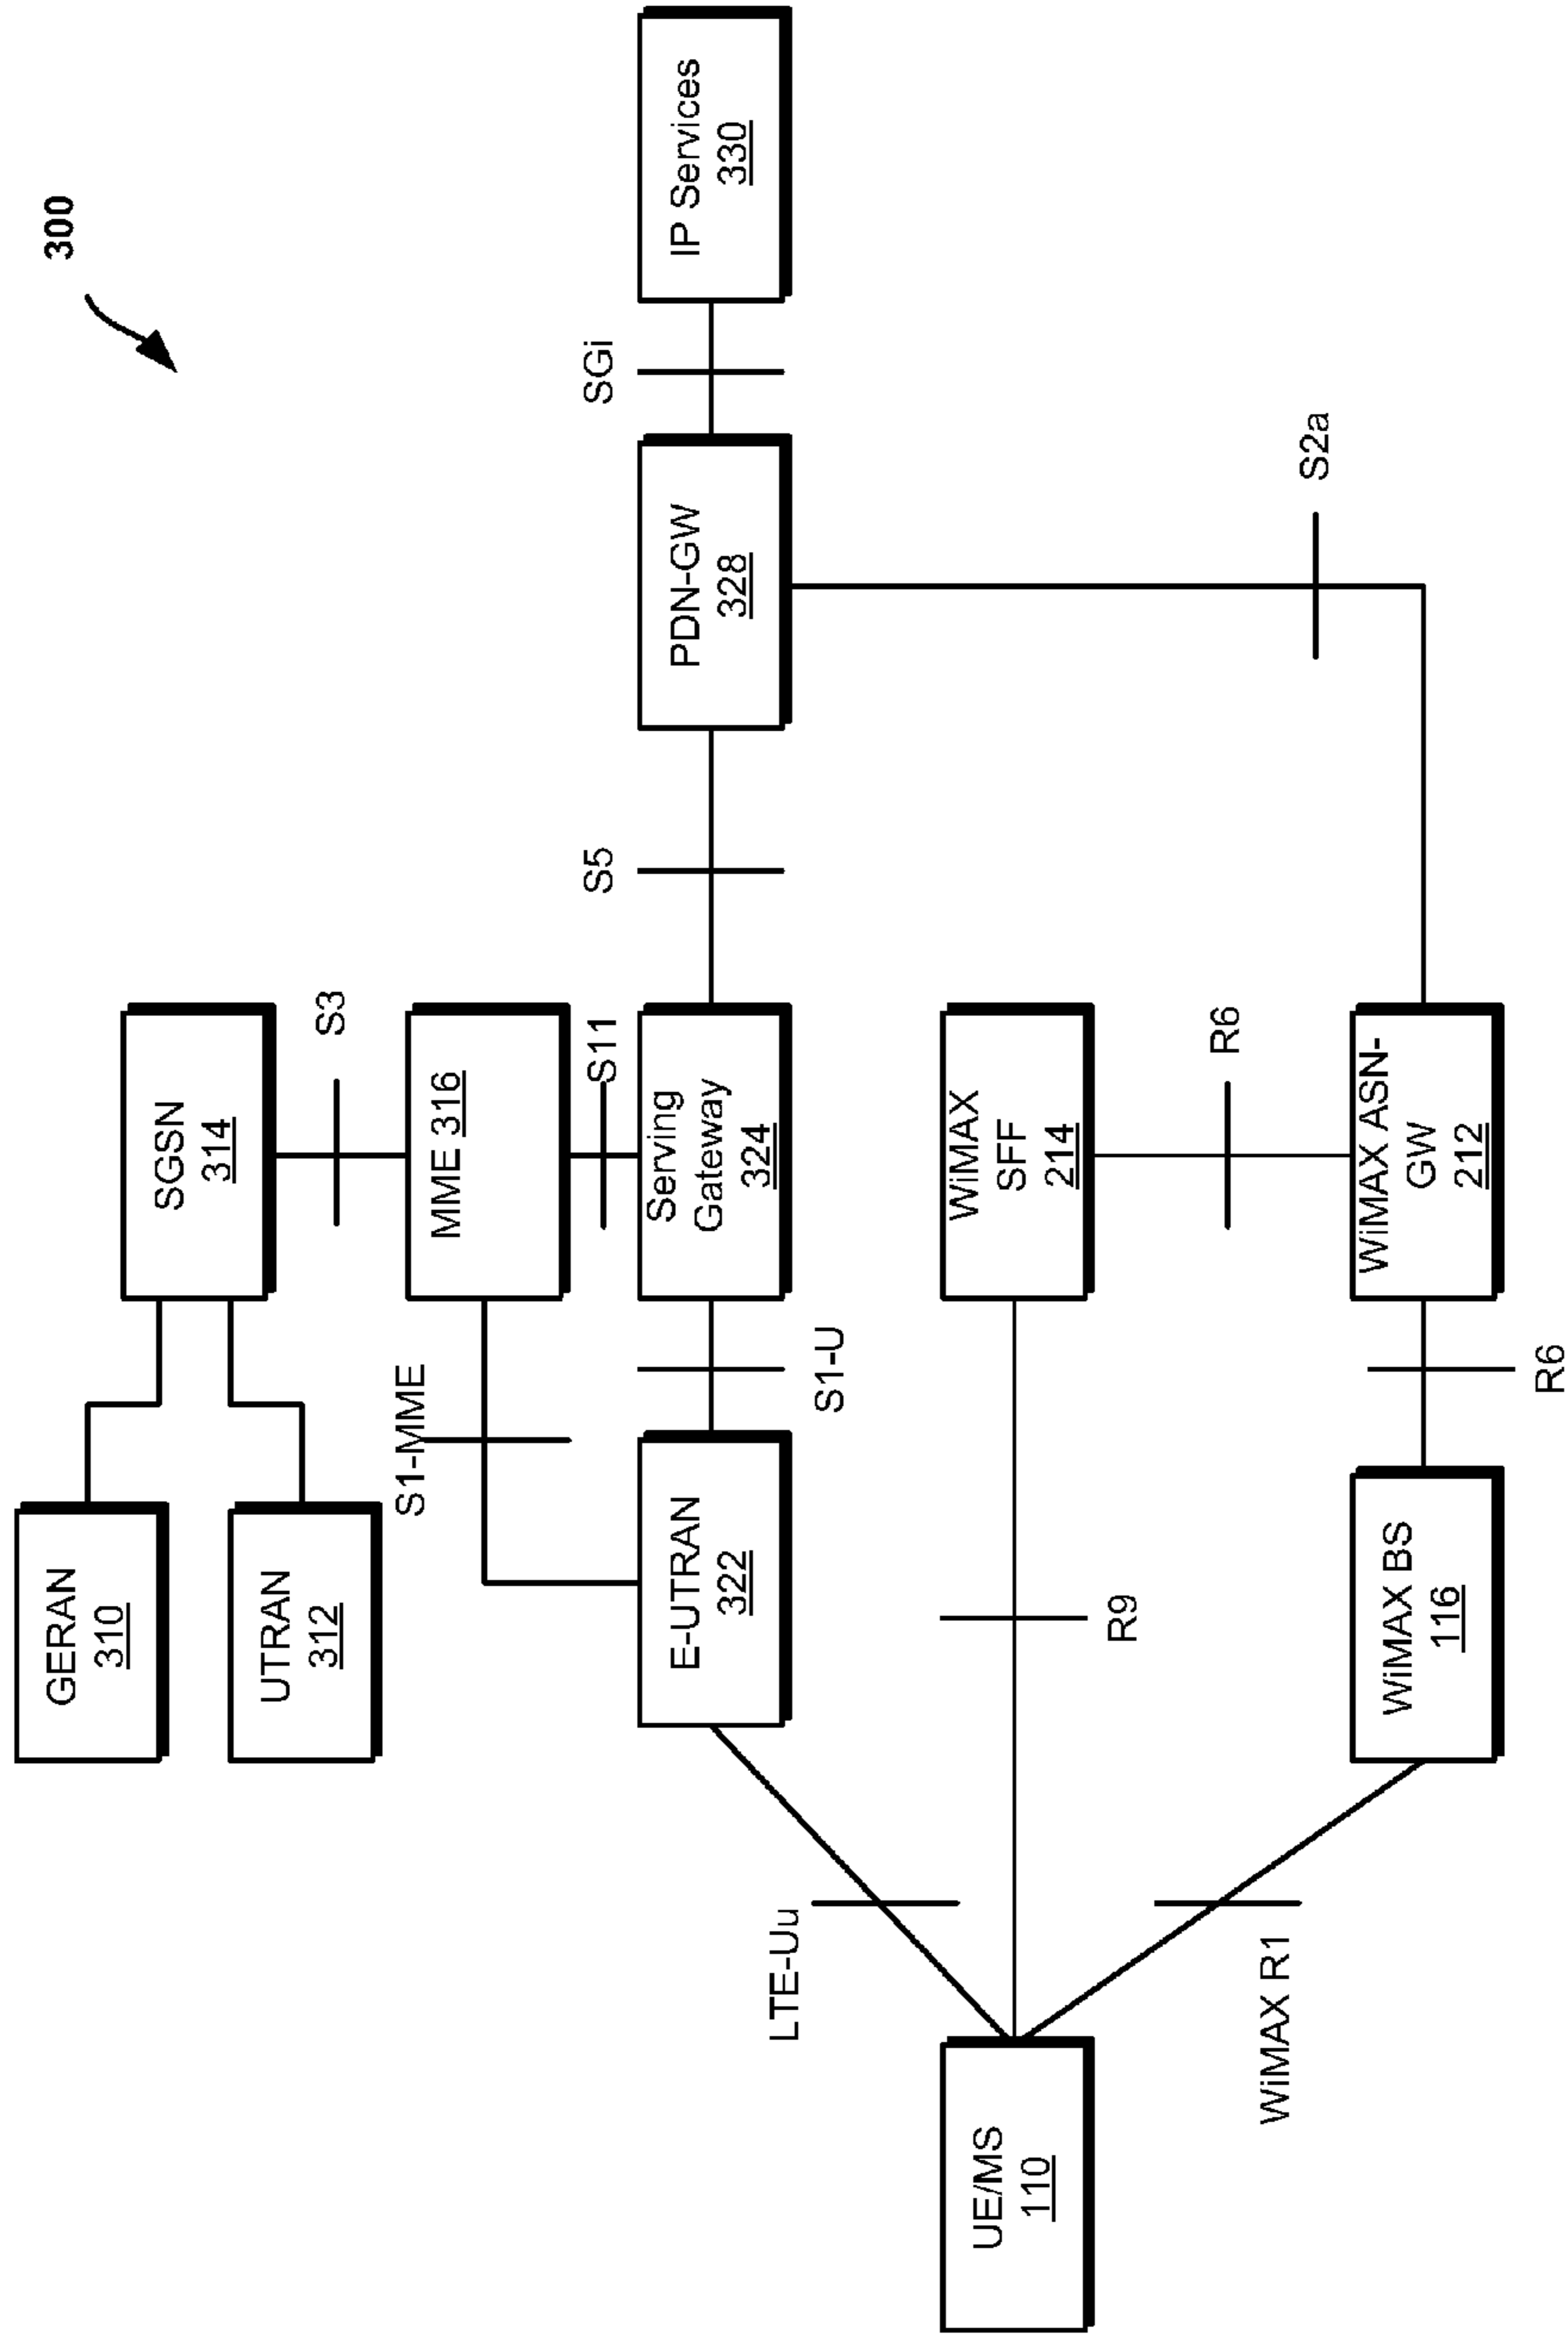 300
GERAN
310
UTRAN
312
SGSN
314
S3
S1-MME
MME 316
S11
E-UTRAN
322
S1-U
Serving
Gateway
324
S5
PDN-GW
328
SGi
IP Services
330
LTE-Uu
UE/MS
110
R9
WiMAX
SFF
214
R6
WiMAX R1
WiMAX BS
116
R6
WiMAX ASN-
GW
212
S2a